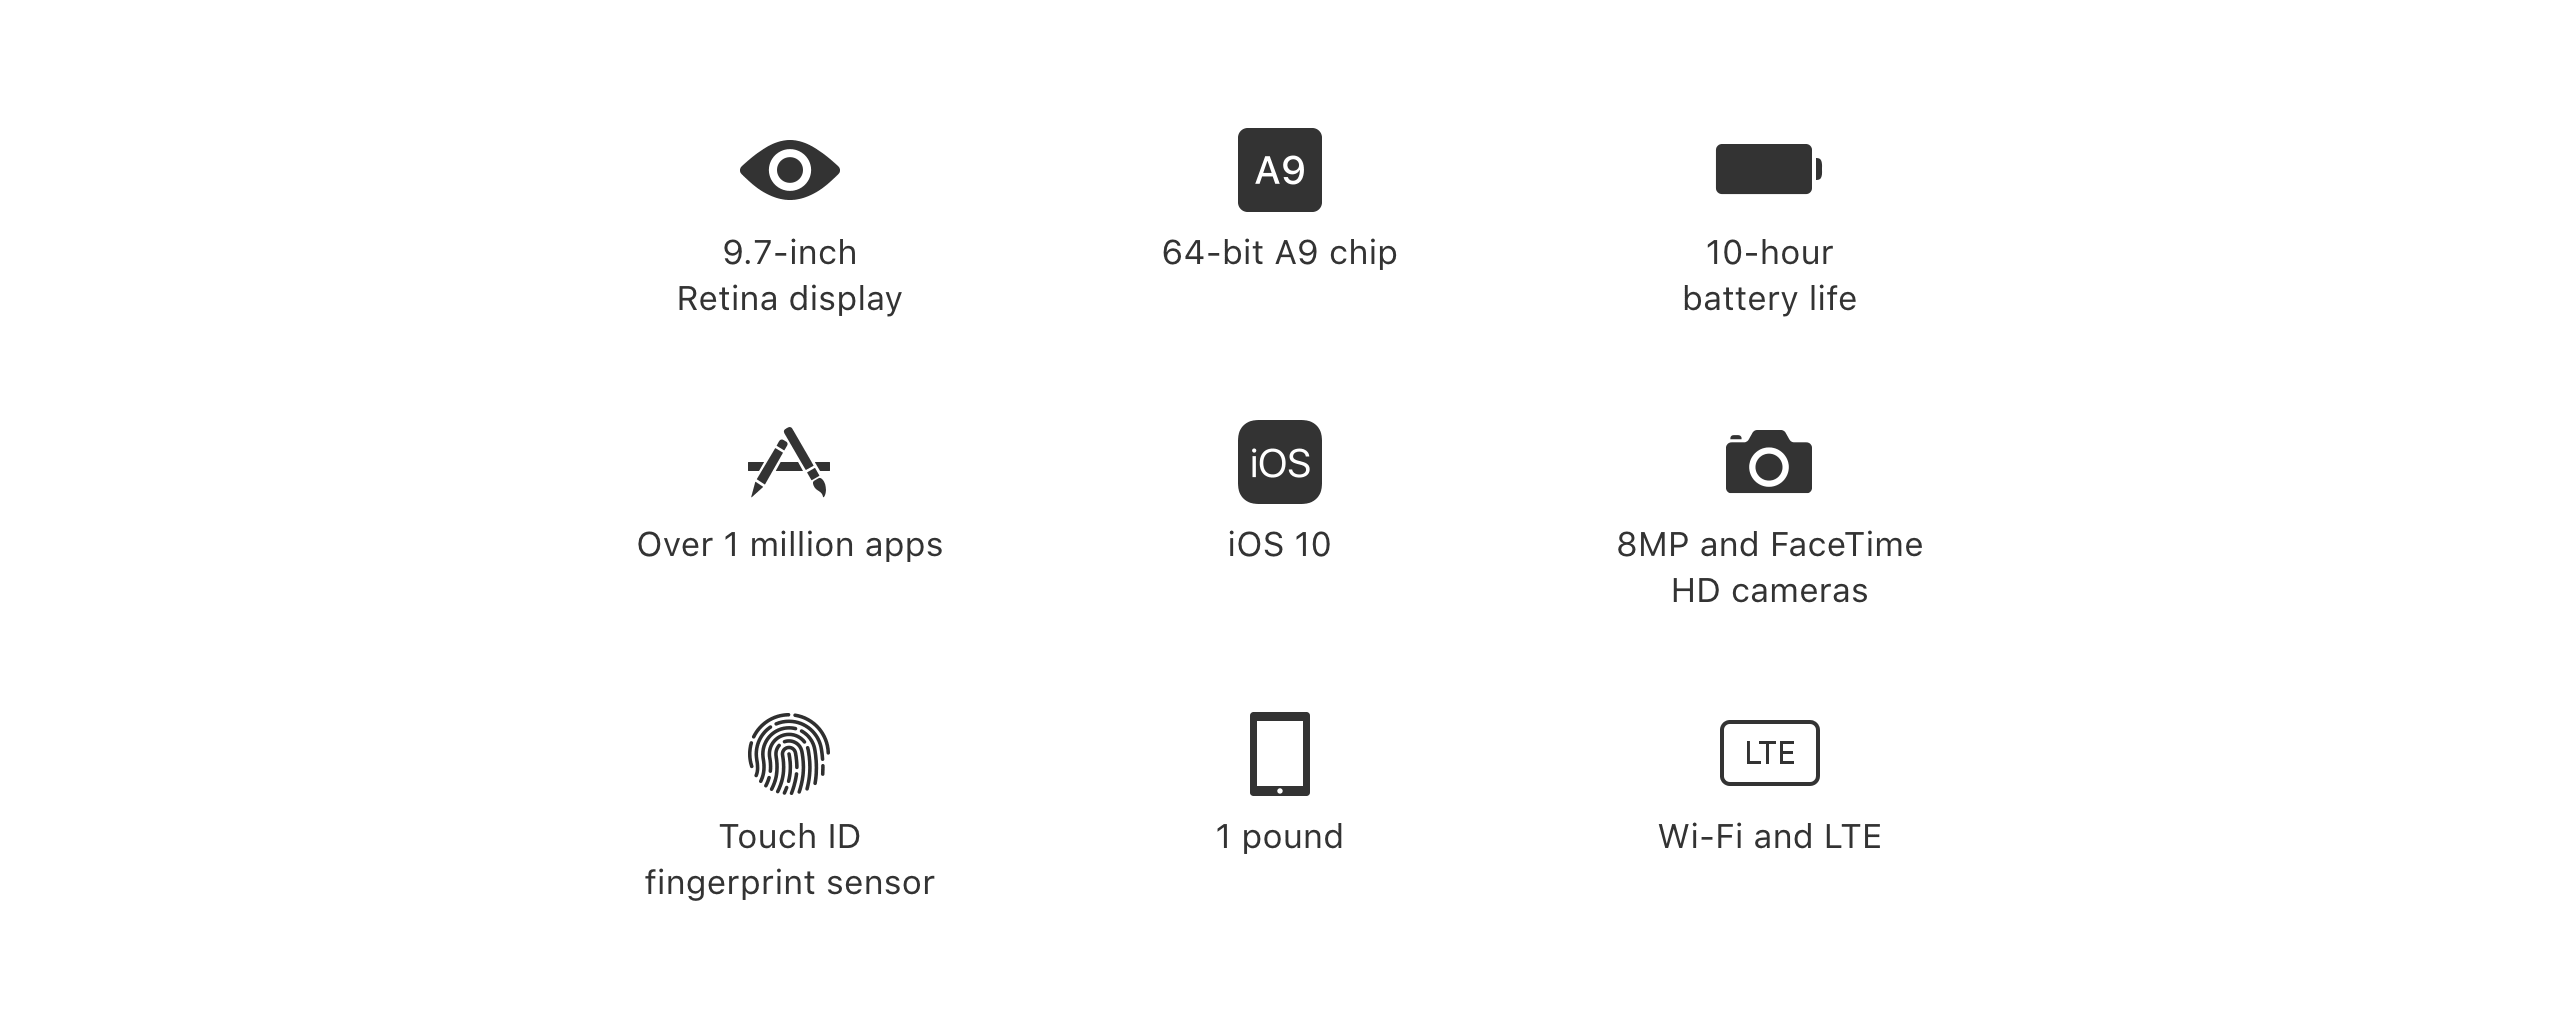 A9
9.7-inch
Retina display
64-bit A9 chip
10-hour
battery life
iOS
Over 1 million apps
iOS 10
8MP and FaceTime
HD cameras
LTE
Touch ID
fingerprint sensor
1 pound
Wi-Fi and LTE